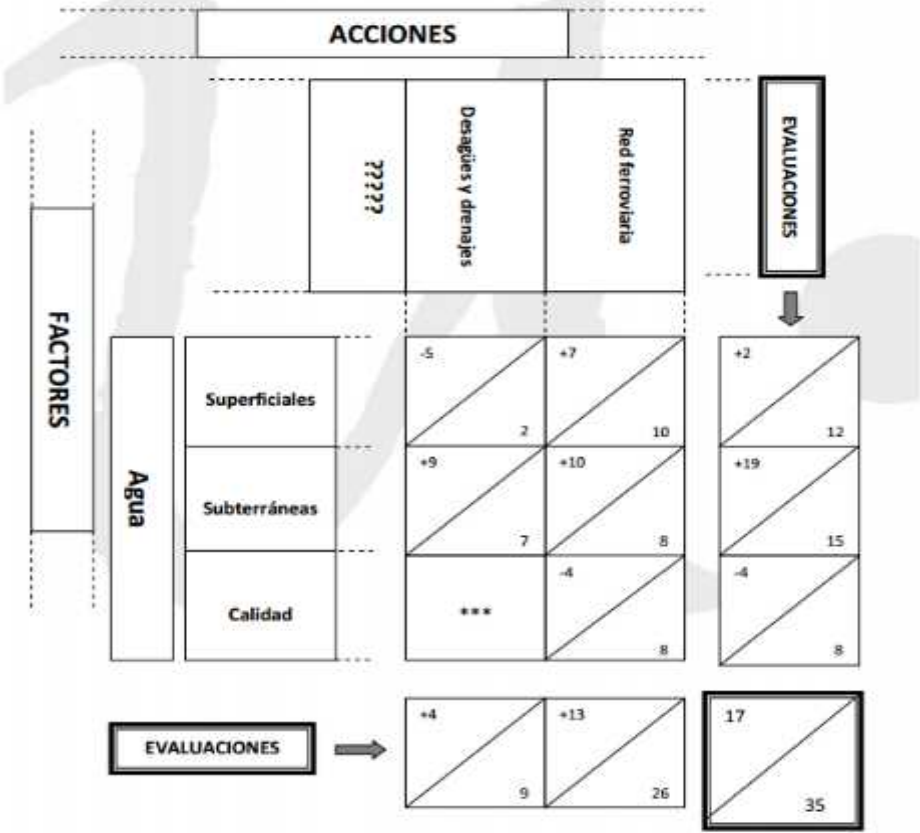 ACCIONES
?????
Desagües y drenajes
Red ferroviaria
EVALUACIONES
FACTORES
Agua
Superficiales
-5
2
+7
10
+2
12
Subterráneas
+9
7
+10
8
+19
15
Calidad
***
-4
8
-4
8
EVALUACIONES
+4
9
+13
26
17
35